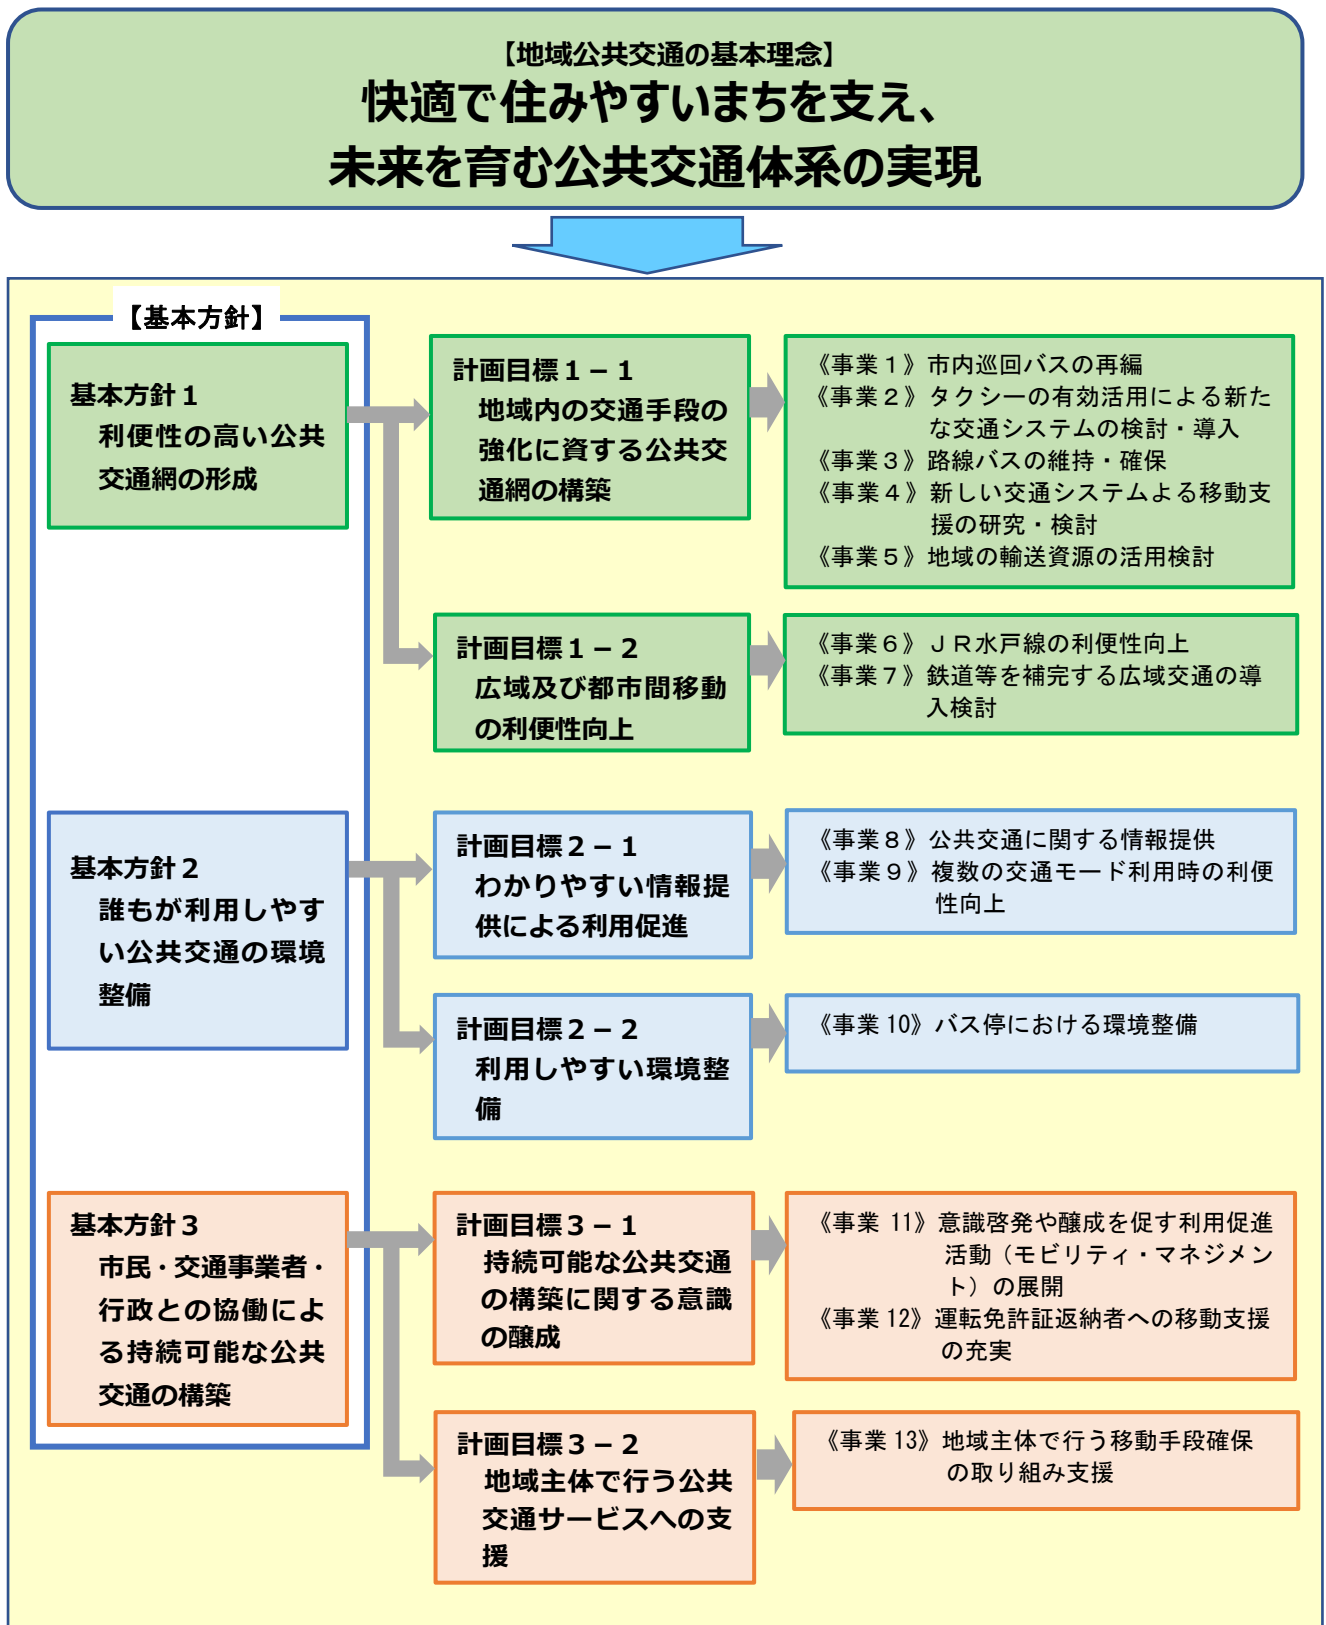 【地域公共交通の基本理念】
快適で住みやすいまちを支え、
未来を育む公共交通体系の実現
【基本方針】
基本方針１
利便性の高い公共
交通網の形成
計画目標１－１
地域内の交通手段の
強化に資する公共交
通網の構築
《事業１》市内巡回バスの再編
《事業２》タクシーの有効活用による新た
な交通システムの検討・導入
《事業３》路線バスの維持・確保
《事業４》新しい交通システムよる移動支
援の研究・検討
《事業５》地域の輸送資源の活用検討
計画目標１－２
広域及び都市間移動
の利便性向上
《事業６》ＪＲ水戸線の利便性向上
《事業７》鉄道等を補完する広域交通の導
入検討
基本方針２
誰もが利用しやす
い公共交通の環境
整備
計画目標２－１
わかりやすい情報提
供による利用促進
《事業８》公共交通に関する情報提供
《事業９》複数の交通モード利用時の利便
性向上
計画目標２－２
利用しやすい環境整
備
《事業 10》バス停における環境整備
基本方針３
市民・交通事業者・
行政との協働によ
る持続可能な公共
交通の構築
計画目標３－１
持続可能な公共交通
の構築に関する意識
の醸成
《事業 11》意識啓発や醸成を促す利用促進
活動（モビリティ・マネジメン
ト）の展開
《事業 12》運転免許証返納者への移動支援
の充実
計画目標３－２
地域主体で行う公共
交通サービスへの支
援
《事業 13》地域主体で行う移動手段確保
の取り組み支援